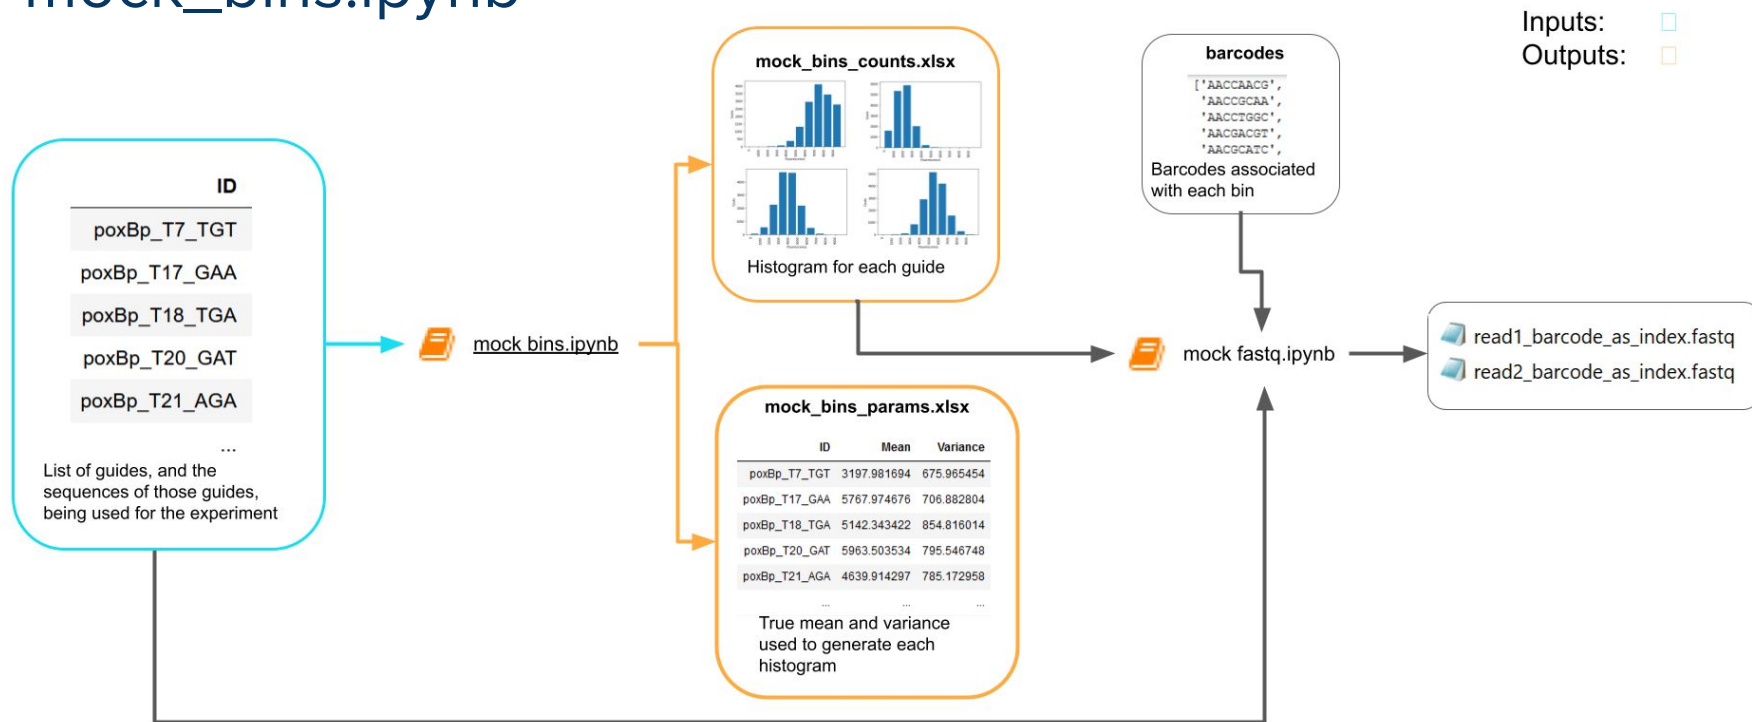 mock_bins.ipynb
Inputs:
Outputs:
ID
poxBp_T7_TGT
poxBp_T17_GAA
poxBp_T18_TGA
poxBp_T20_GAT
poxBp_T21_AGA
...
List of guides, and the
sequences of those guides,
being used for the experiment
mock bins.ipynb
mock_bins_counts.xlsx
Histogram for each guide
mock_bins_params.xlsx
ID Mean Variance
poxBp_T7_TGT 3197.981694 675.965454
poxBp_T17_GAA 5767.974676 706.882804
poxBp_T18_TGA 5142.343422 854.816014
poxBp_T20_GAT 5963.503534 795.546748
poxBp_T21_AGA 4639.914297 785.172958
... ... ...
True mean and variance
used to generate each
histogram
barcodes
['AACCAACG',
'AACCGCAA',
'AACCTGGC',
'AACGACGT',
'AACGCATC',
Barcodes associated
with each bin
mock fastq.ipynb
read1_barcode_as_index.fastq
read2_barcode_as_index.fastq